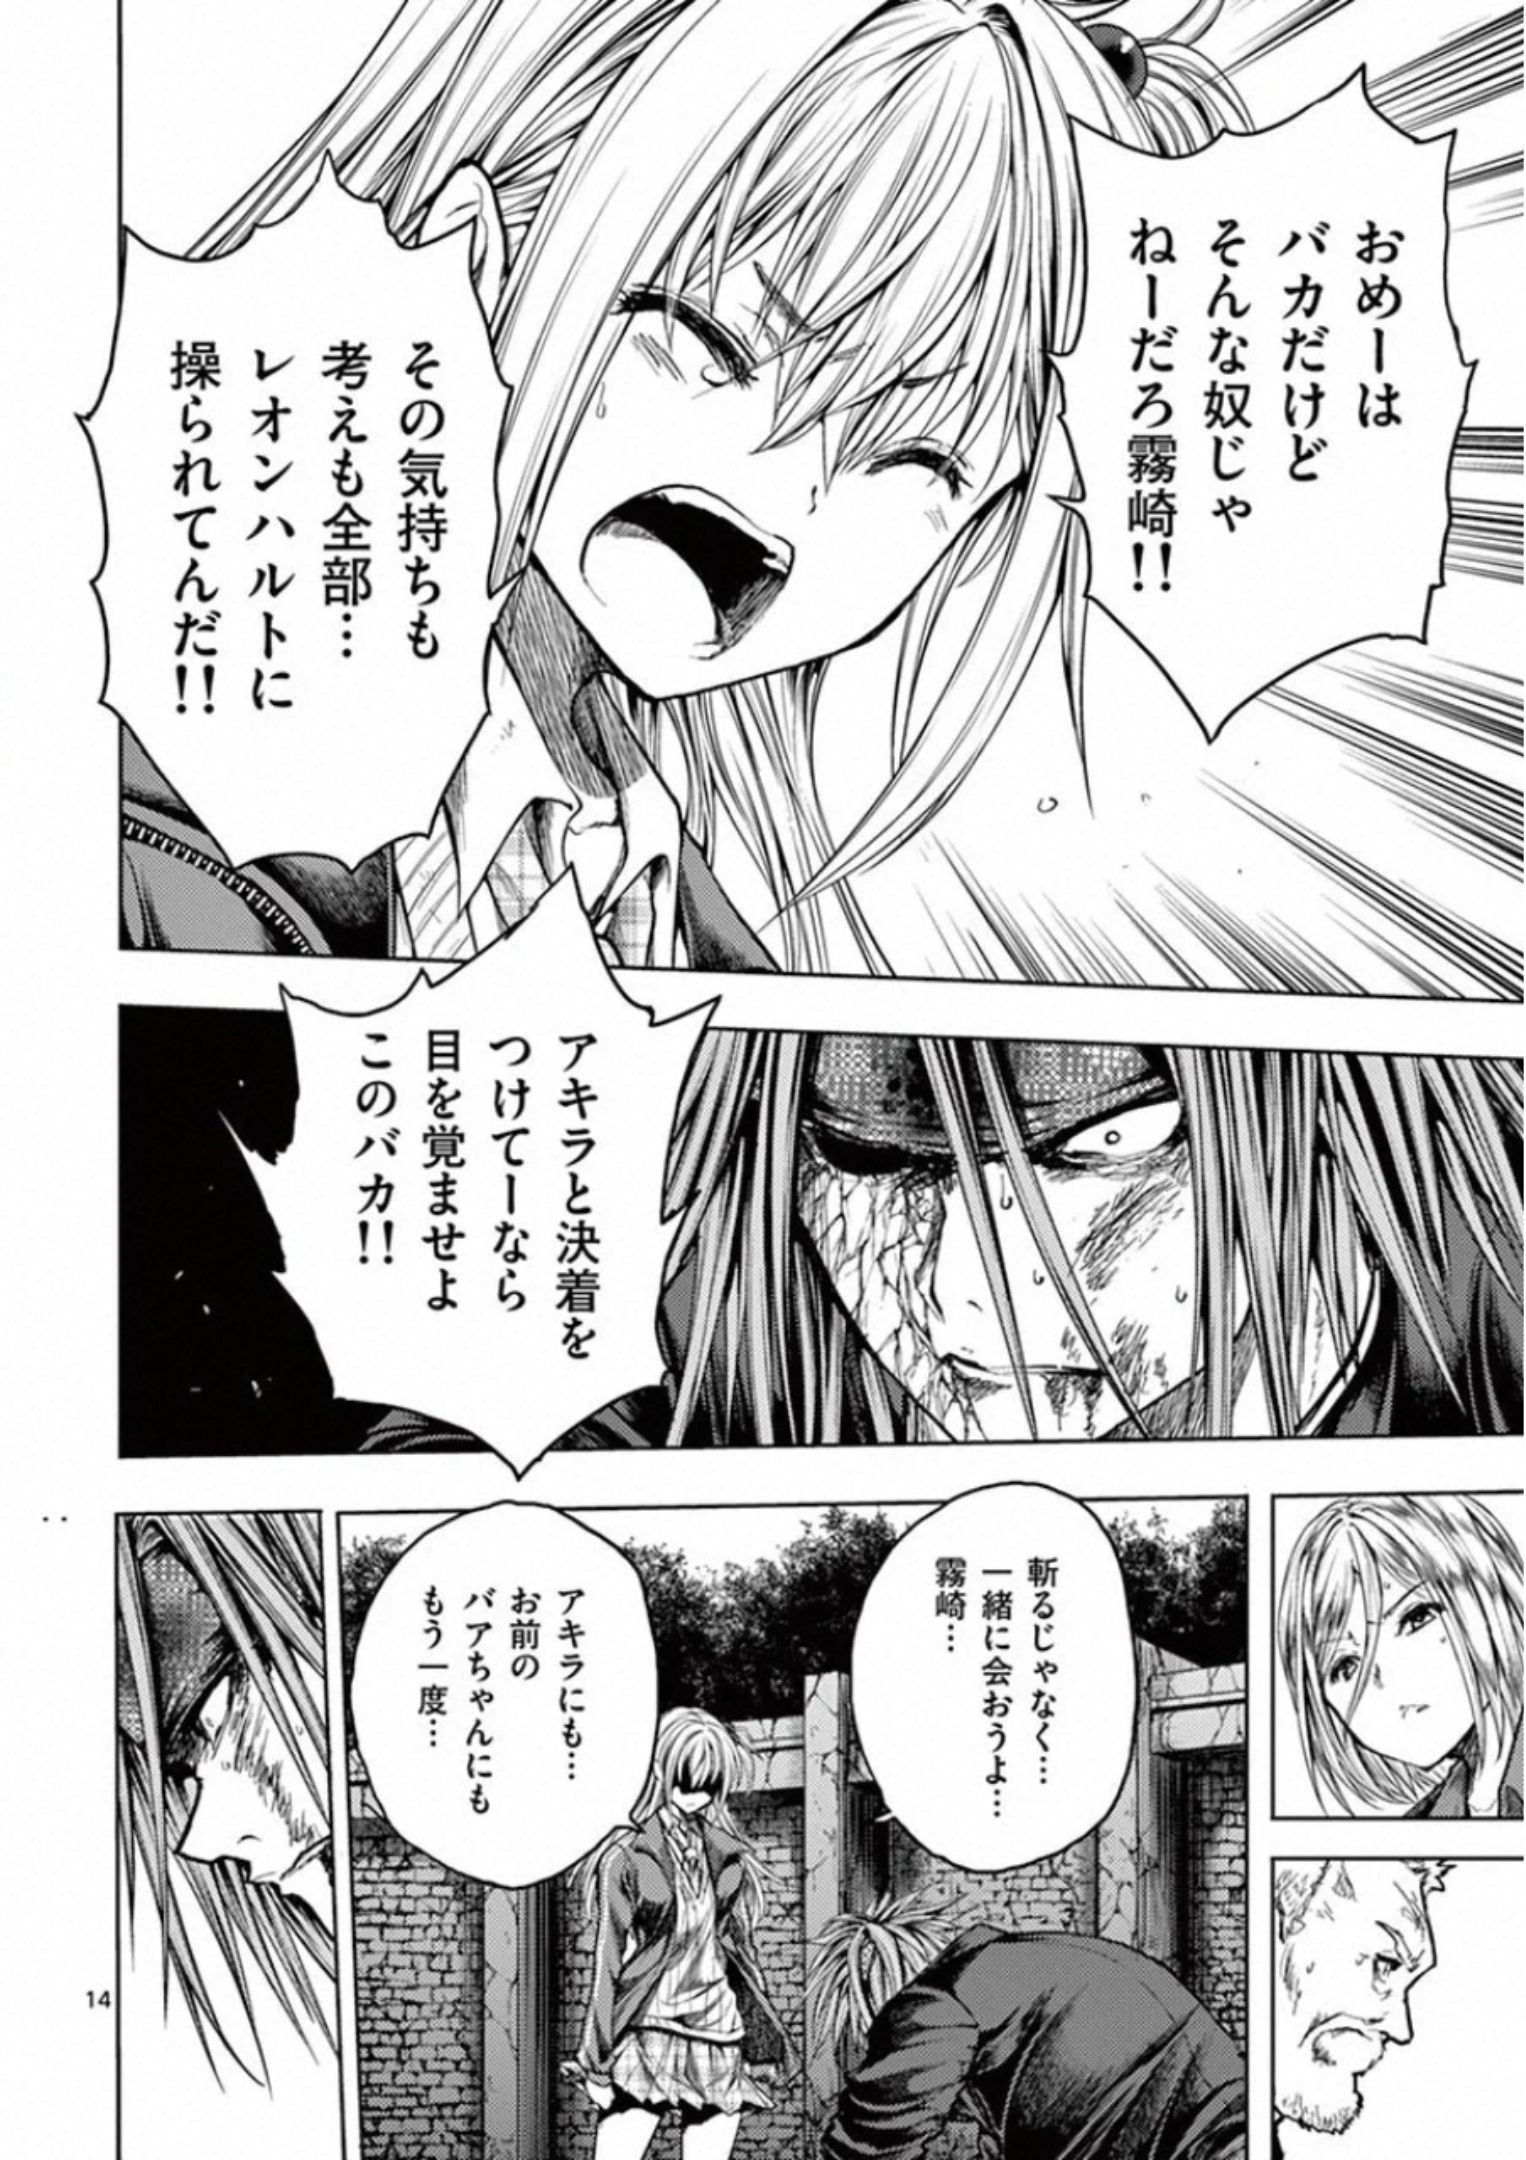 おめーは
バカだけど
そんな奴じゃ
ねーだろ霧崎!!
その気持ちも
考えも全部…
レオンハルトに
操られてんだ!!
アキラと決着を
つけてーなら
目を覚ませよ
このバカ!!
斬るじゃなく…
一緒に会おうよ…
霧崎…
アキラにも…
お前の
バアちゃんにも
もう一度…
14